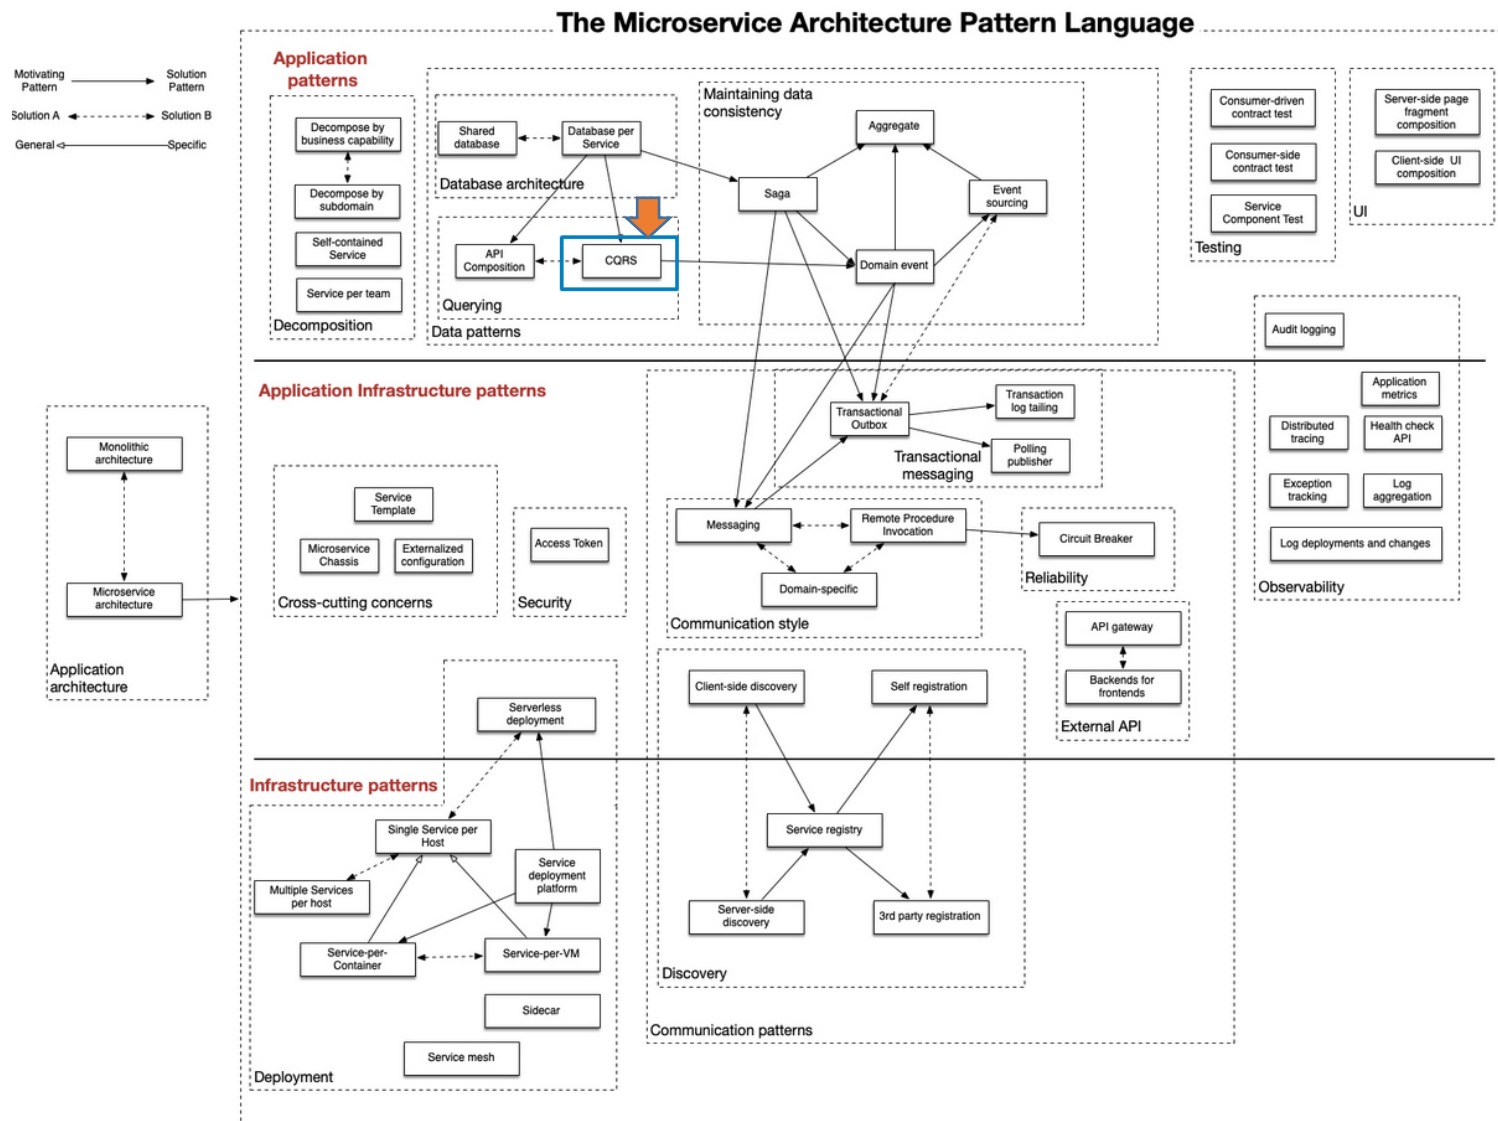 The Microservice Architecture Pattern Language
Motivating
Pattern
Solution
Pattern
Solution A
Solution B
General
Specific
Application
patterns
Decompose by
business capability
Decompose by
subdomain
Self-contained
Service
Service per team
Decomposition
Shared
database
Database per
Service
Database architecture
API
Composition
CQRS
Querying
Data patterns
Maintaining data
consistency
Aggregate
Saga
Event
sourcing
Domain event
Consumer-driven
contract test
Consumer-side
contract test
Service
Component Test
Testing
Server-side page
fragment
composition
Client-side UI
composition
UI
Application Infrastructure patterns
Monolithic
architecture
Microservice
architecture
Application
architecture
Service
Template
Microservice
Chassis
Externalized
configuration
Cross-cutting concerns
Access Token
Security
Transactional
Outbox
Transaction
log tailing
Polling
publisher
Transactional
messaging
Messaging
Remote Procedure
Invocation
Domain-specific
Communication style
Circuit Breaker
Reliability
API gateway
Backends for
frontends
External API
Audit logging
Application
metrics
Distributed
tracing
Health check
API
Exception
tracking
Log
aggregation
Log deployments and changes
Observability
Client-side discovery
Self registration
Service registry
Server-side
discovery
3rd party registration
Discovery
Communication patterns
Infrastructure patterns
Serverless
deployment
Single Service per
Host
Multiple Services
per host
Service
deployment
platform
Service-per-
Container
Service-per-VM
Sidecar
Service mesh
Deployment